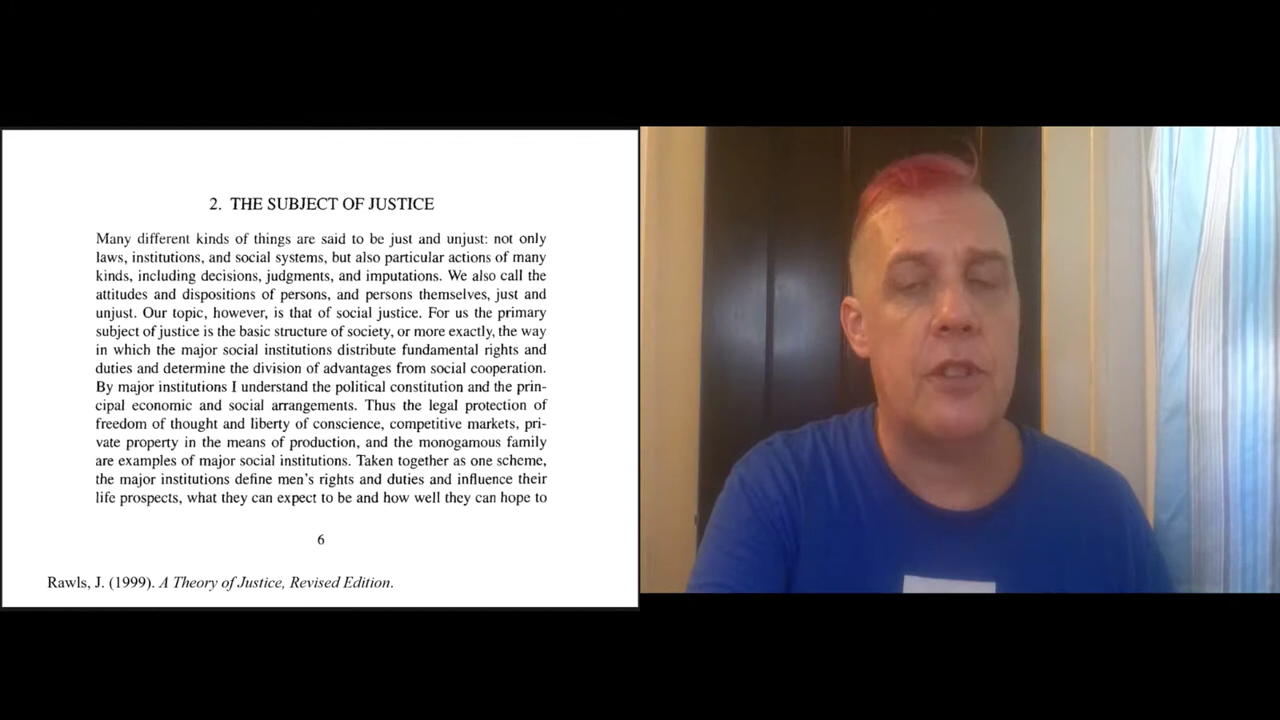 2. THE SUBJECT OF JUSTICE
Many different kinds of things are said to be just and unjust: not only
laws, institutions, and social systems, but also particular actions of many
kinds, including decisions, judgments, and imputations. We also call the
attitudes and dispositions of persons, and persons themselves, just and
unjust. Our topic, however, is that of social justice. For us the primary
subject of justice is the basic structure of society, or more exactly, the way
in which the major social institutions distribute fundamental rights and
duties and determine the division of advantages from social cooperation.
By major institutions I understand the political constitution and the prin-
cipal economic and social arrangements. Thus the legal protection of
freedom of thought and liberty of conscience, competitive markets, pri-
vate property in the means of production, and the monogamous family
are examples of major social institutions. Taken together as one scheme,
the major institutions define men's rights and duties and influence their
life prospects, what they can expect to be and how well they can hope to
6
Rawls, J. (1999). A Theory of Justice, Revised Edition.